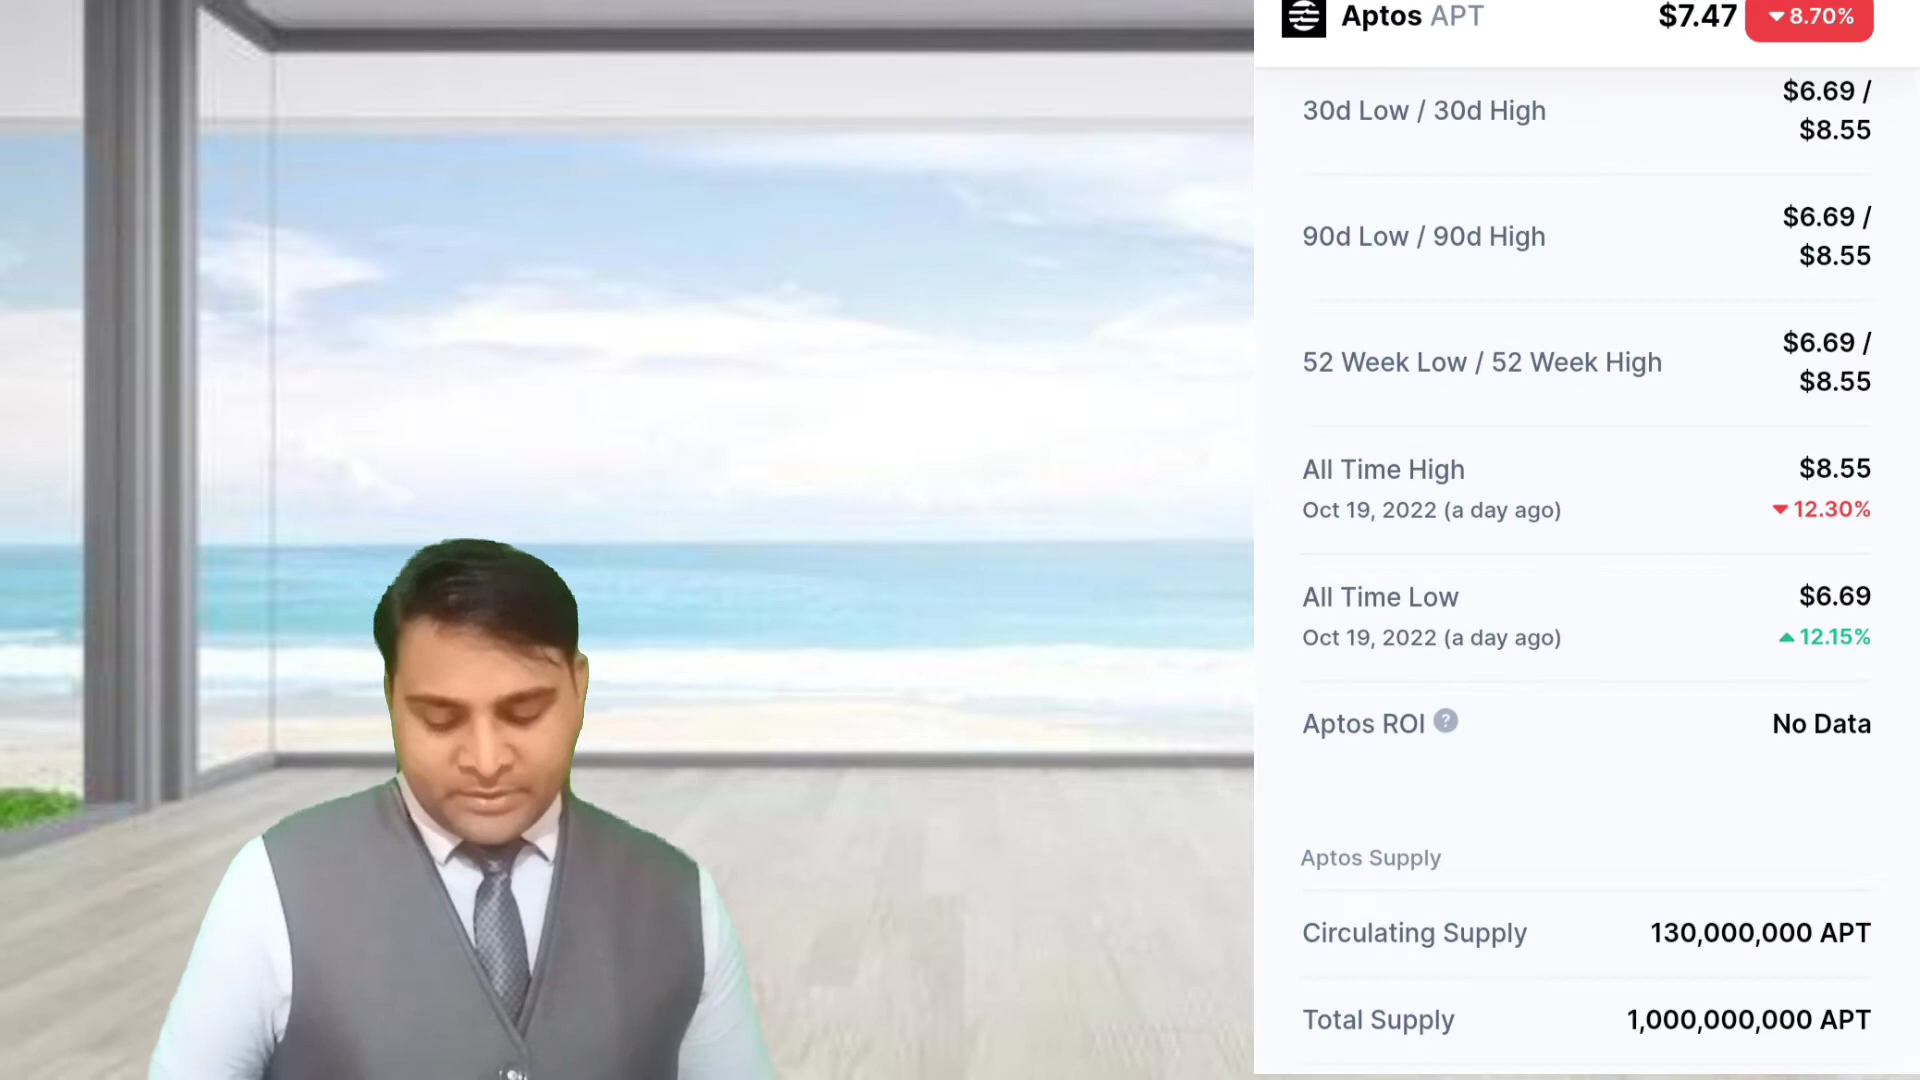 Aptos APT $7.47 8.70%
30d Low / 30d High $6.69 /
$8.55
90d Low / 90d High $6.69 /
$8.55
52 Week Low / 52 Week High $6.69 /
$8.55
All Time High $8.55
Oct 19, 2022 (a day ago) 12.30%
All Time Low $6.69
Oct 19, 2022 (a day ago) 12.15%
Aptos ROI ? No Data
Aptos Supply
Circulating Supply 130,000,000 APT
Total Supply 1,000,000,000 APT